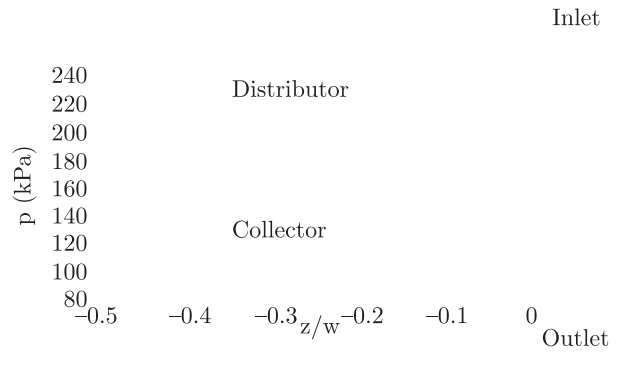 Inlet
240
Distributor
220
200
180
160
p (kPa)
140
Collector
120
100
80
–0.5 –0.4 –0.3 –0.2 –0.1 0
z/w
Outlet